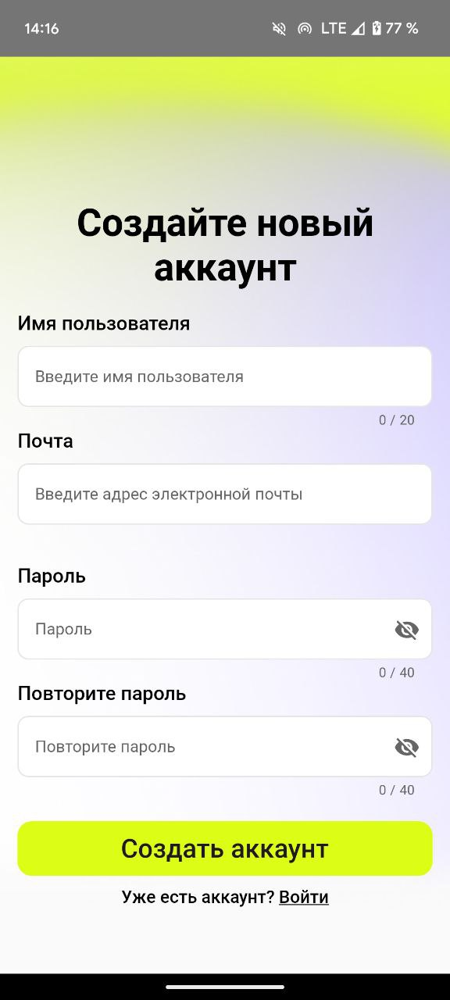 14:16 LTE 77 %
Создайте новый
аккаунт
Имя пользователя
Введите имя пользователя
0 / 20
Почта
Введите адрес электронной почты
Пароль
Пароль
0 / 40
Повторите пароль
Повторите пароль
0 / 40
Создать аккаунт
Уже есть аккаунт? Войти